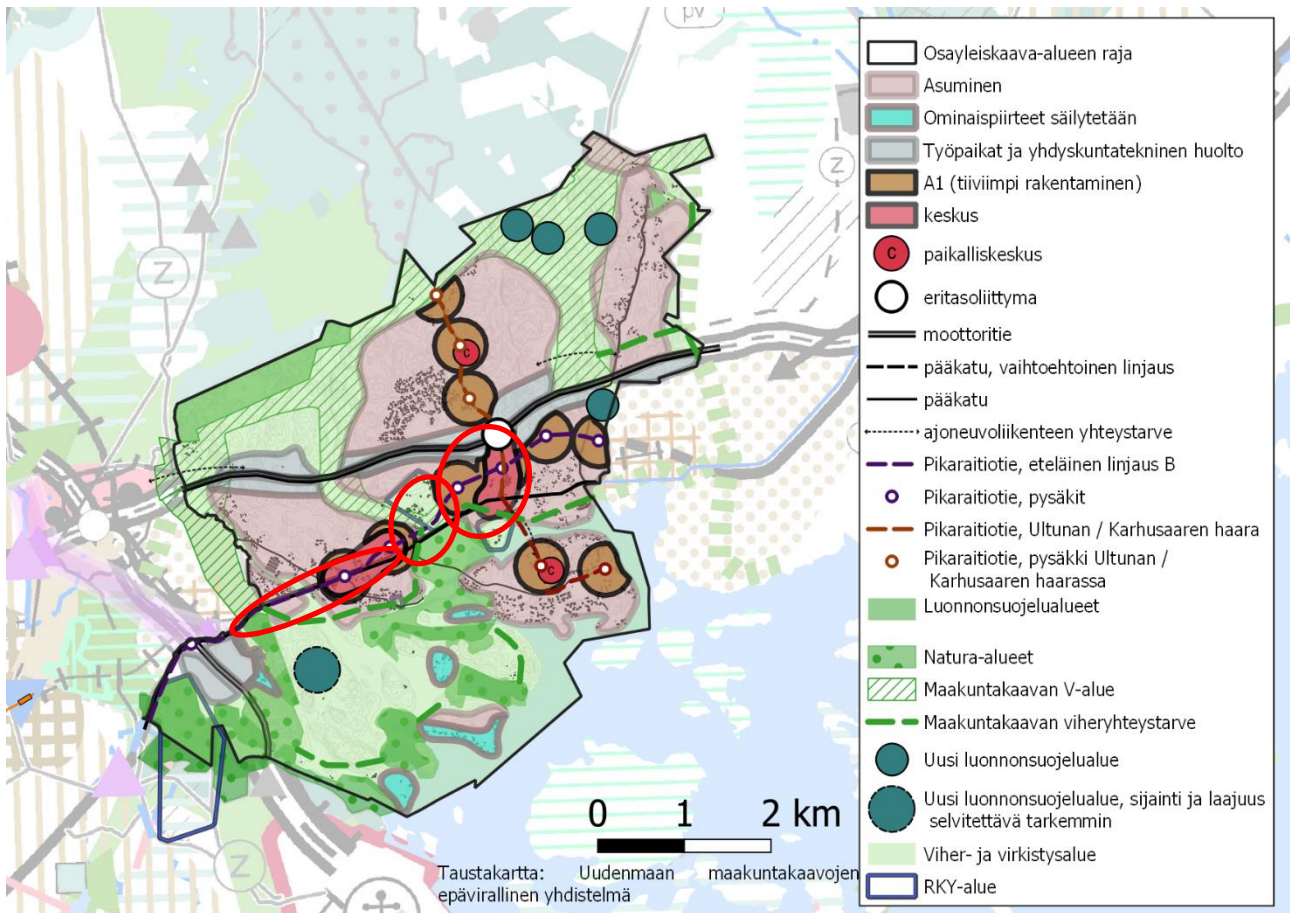 pv
Z
Z
Z
C
C
0 1 2 km
Taustakartta: Uudenmaan maakuntakaavojen
epävirallinen yhdistelmä
Osayleiskaava-alueen raja
Asuminen
Ominaispiirteet säilytetään
Työpaikat ja yhdyskuntatekninen huolto
A1 (tiiviimpi rakentaminen)
keskus
C
paikalliskeskus
eritasoliittyma
moottoritie
pääkatu, vaihtoehtoinen linjaus
pääkatu
ajoneuvoliikenteen yhteystarve
Pikaraitiotie, eteläinen linjaus B
Pikaraitiotie, pysäkit
Pikaraitiotie, Ultunan / Karhusaaren haara
Pikaraitiotie, pysäkki Ultunan /
Karhusaaren haarassa
Luonnonsuojelualueet
Natura-alueet
Maakuntakaavan V-alue
Maakuntakaavan viheryhteystarve
Uusi luonnonsuojelualue
Uusi luonnonsuojelualue, sijainti ja laajuus
selvitettävä tarkemmin
Viher- ja virkistysalue
RKY-alue